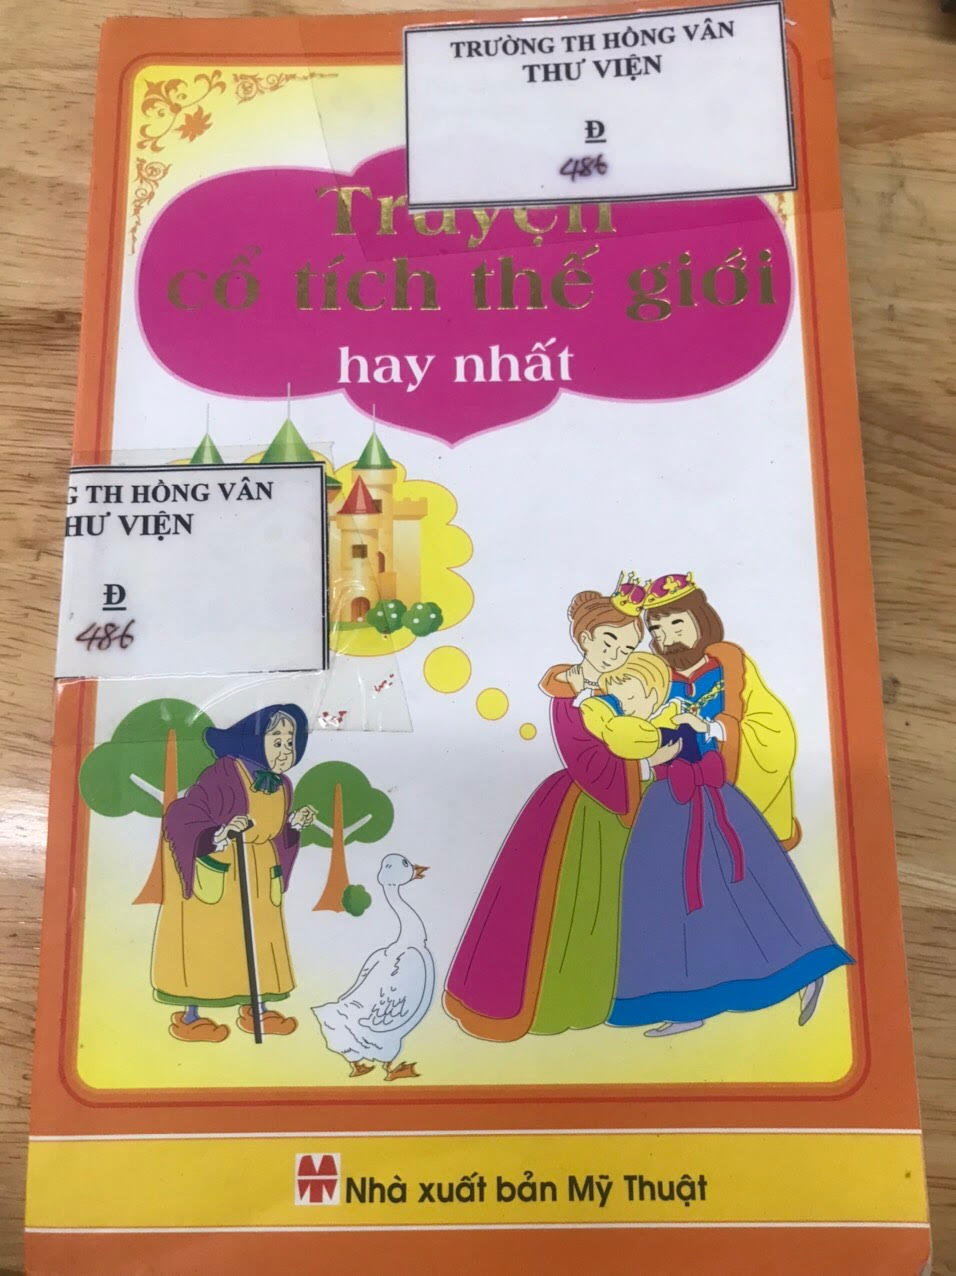 TRƯỜNG TH HỒNG VÂN
THƯ VIỆN
Đ
486
Truyện
cổ tích thế giới
hay nhất
G TH HỒNG VÂN
HƯ VIỆN
Đ
486
Nhà xuất bản Mỹ Thuật